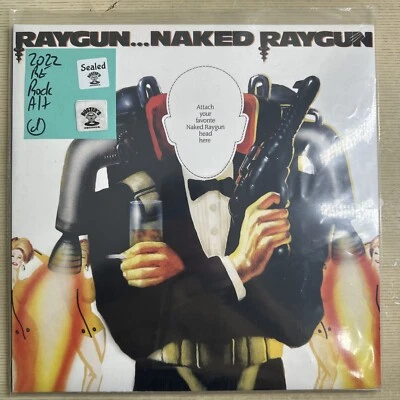 RAYGUN...NAKED RAYGUN
2022
RE
Rock
Alt
Sealed
Attach
your
favorite
Naked Raygun
head
here